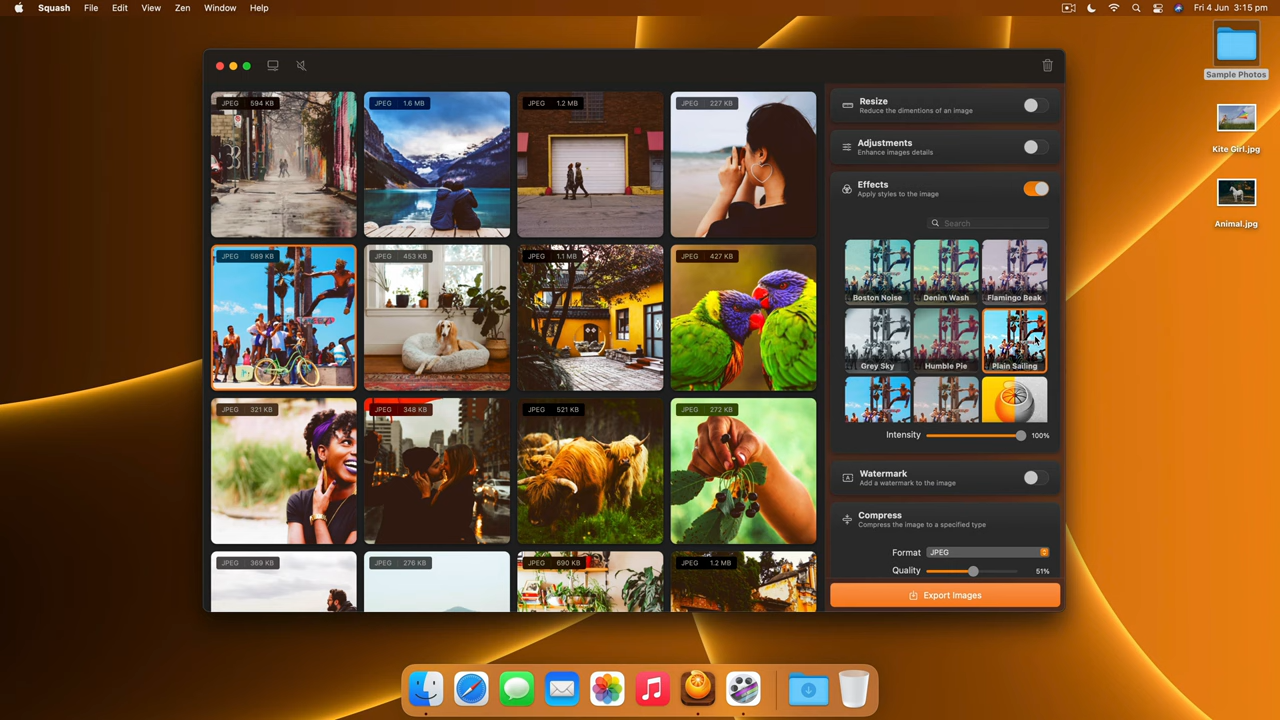 Squash File Edit View Zen Window Help
Fri 4 Jun 3:15 pm
Sample Photos
Kite Girl.jpg
Animal.jpg
JPEG 594 KB
JPEG 1.6 MB
JPEG 1.2 MB
JPEG 227 KB
JPEG 589 KB
JPEG 453 KB
JPEG 1.1 MB
JPEG 427 KB
JPEG 321 KB
JPEG 348 KB
JPEG 521 KB
JPEG 272 KB
JPEG 369 KB
JPEG 276 KB
JPEG 690 KB
JPEG 1.2 MB
Resize
Reduce the dimentions of an image
Adjustments
Enhance images details
Effects
Apply styles to the image
Search
Boston Noise
Denim Wash
Flamingo Beak
Grey Sky
Humble Pie
Plain Sailing
Intensity 100%
Watermark
Add a watermark to the image
Compress
Compress the image to a specified type
Format JPEG
Quality 51%
Export Images